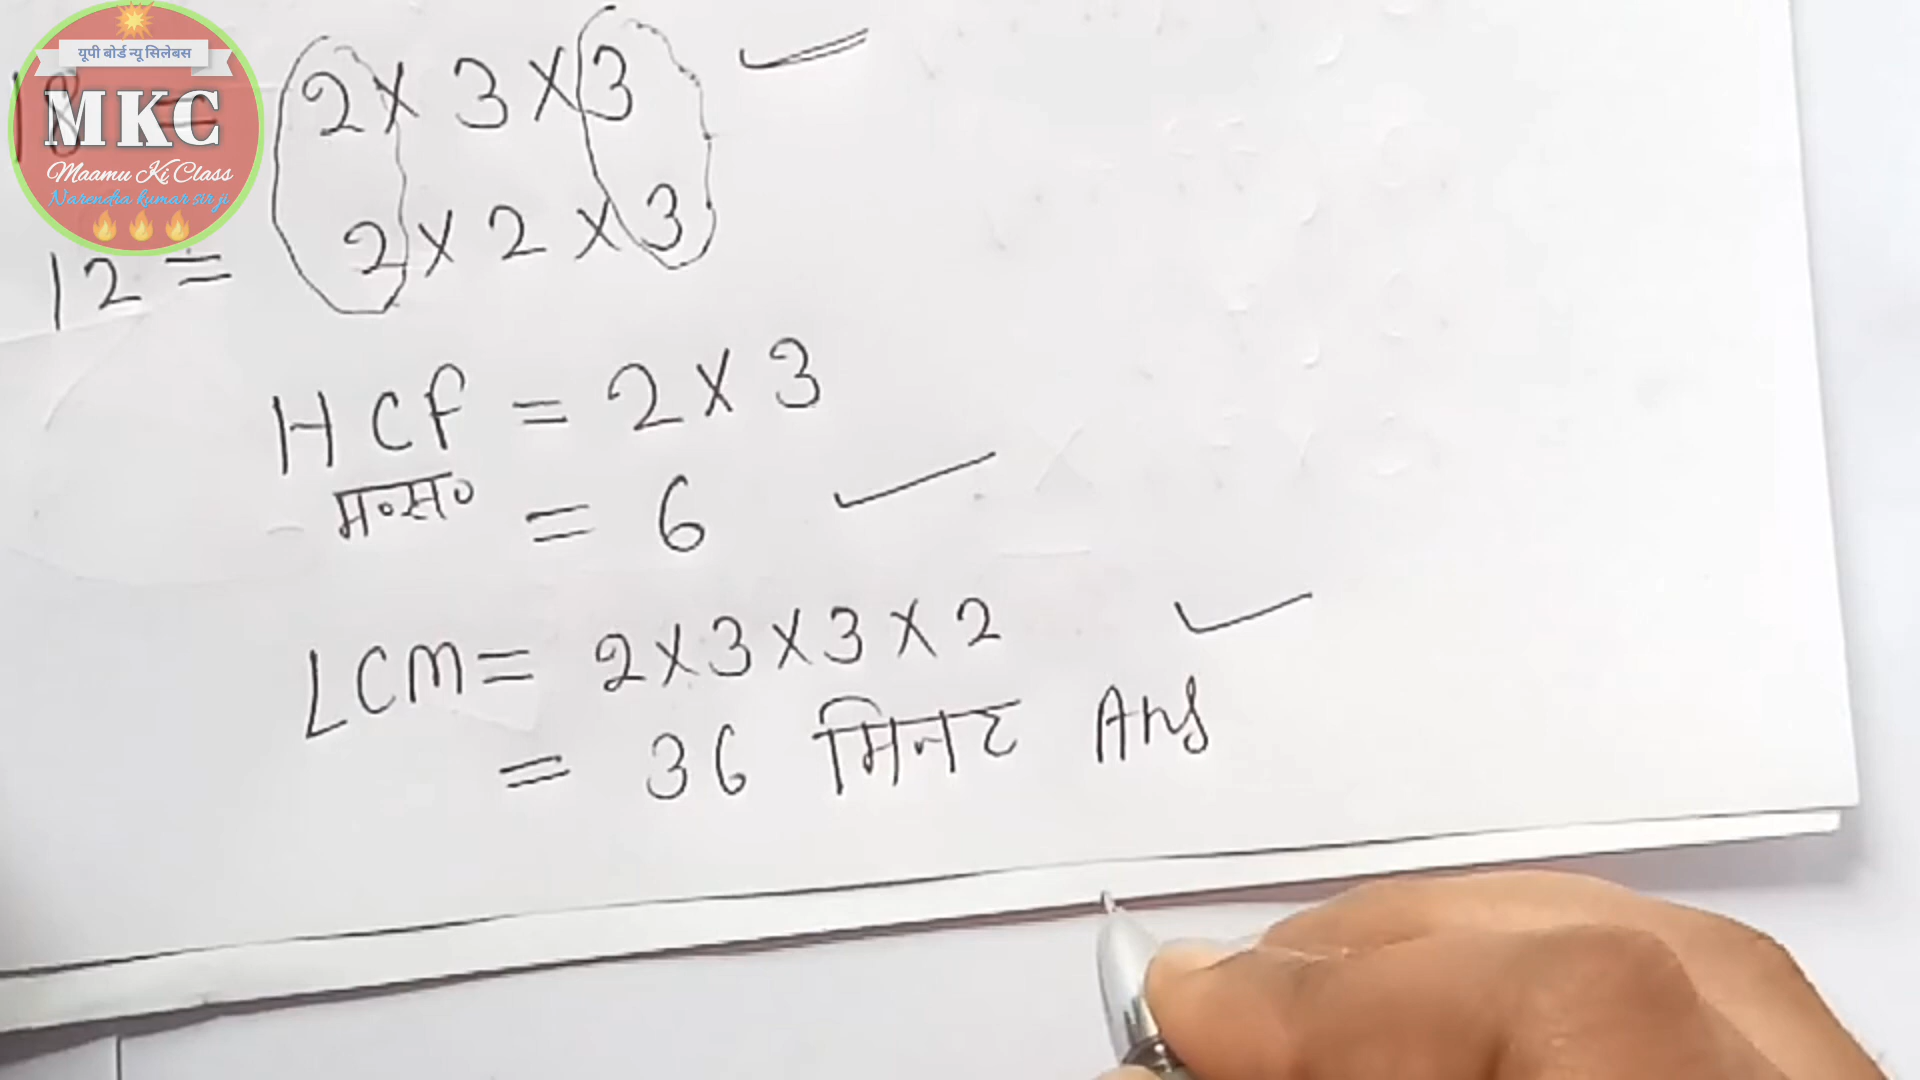 यूपी बोर्ड न्यू सिलेबस
MKC
Maamu Ki Class
Narendra kumar sir ji
18 = 2 × 3 × 3
12 = 2 × 2 × 3
HCF = 2 × 3
म०स० = 6
LCM = 2 × 3 × 3 × 2
= 36 मिनट Ans